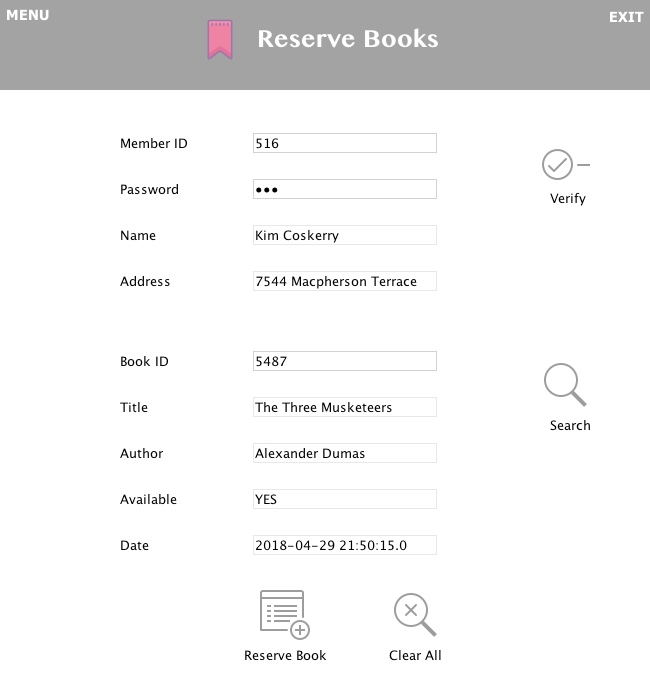 MENU
EXIT
Reserve Books
Member ID 516
Password •••
Verify
Name Kim Coskerry
Address 7544 Macpherson Terrace
Book ID 5487
Title The Three Musketeers
Search
Author Alexander Dumas
Available YES
Date 2018-04-29 21:50:15.0
Reserve Book
Clear All